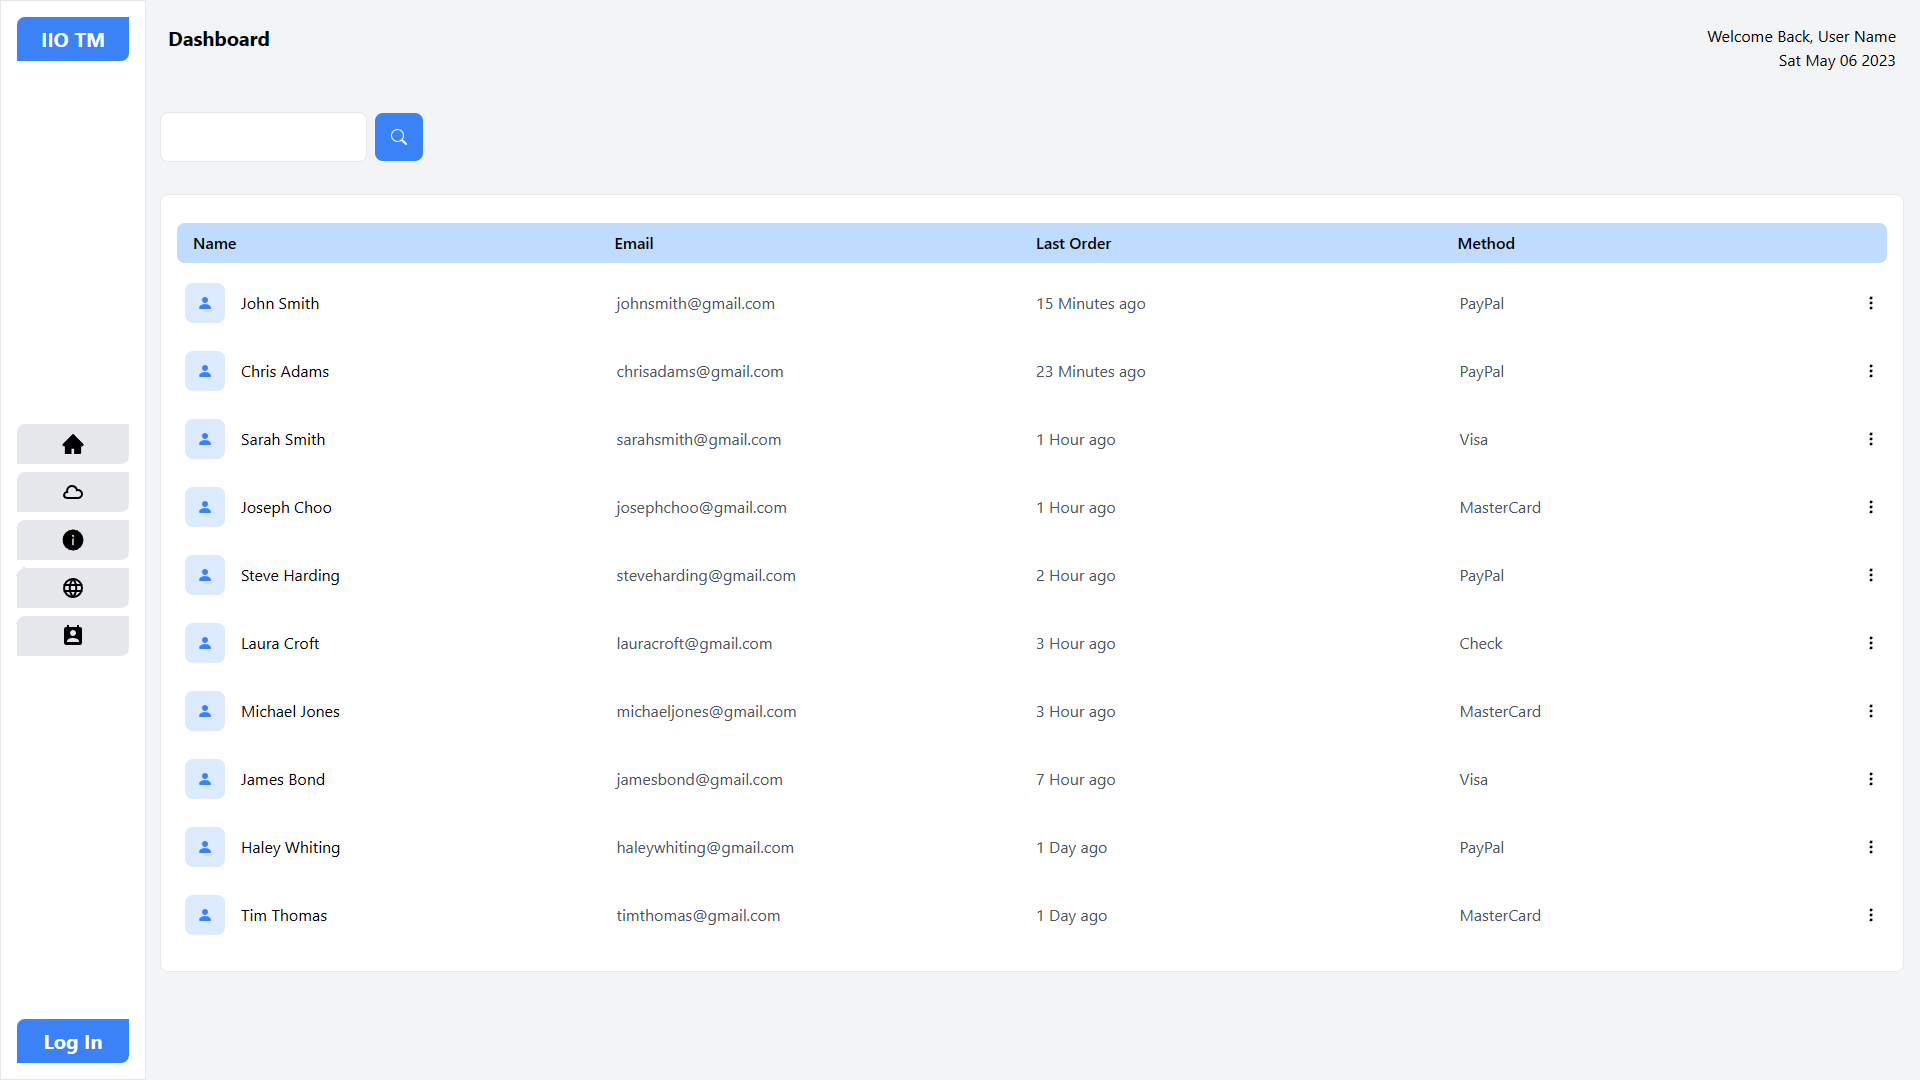 IIO TM
Dashboard
Welcome Back, User Name
Sat May 06 2023
Name Email Last Order Method
John Smith johnsmith@gmail.com 15 Minutes ago PayPal
Chris Adams chrisadams@gmail.com 23 Minutes ago PayPal
Sarah Smith sarahsmith@gmail.com 1 Hour ago Visa
Joseph Choo josephchoo@gmail.com 1 Hour ago MasterCard
Steve Harding steveharding@gmail.com 2 Hour ago PayPal
Laura Croft lauracroft@gmail.com 3 Hour ago Check
Michael Jones michaeljones@gmail.com 3 Hour ago MasterCard
James Bond jamesbond@gmail.com 7 Hour ago Visa
Haley Whiting haleywhiting@gmail.com 1 Day ago PayPal
Tim Thomas timthomas@gmail.com 1 Day ago MasterCard
Log In